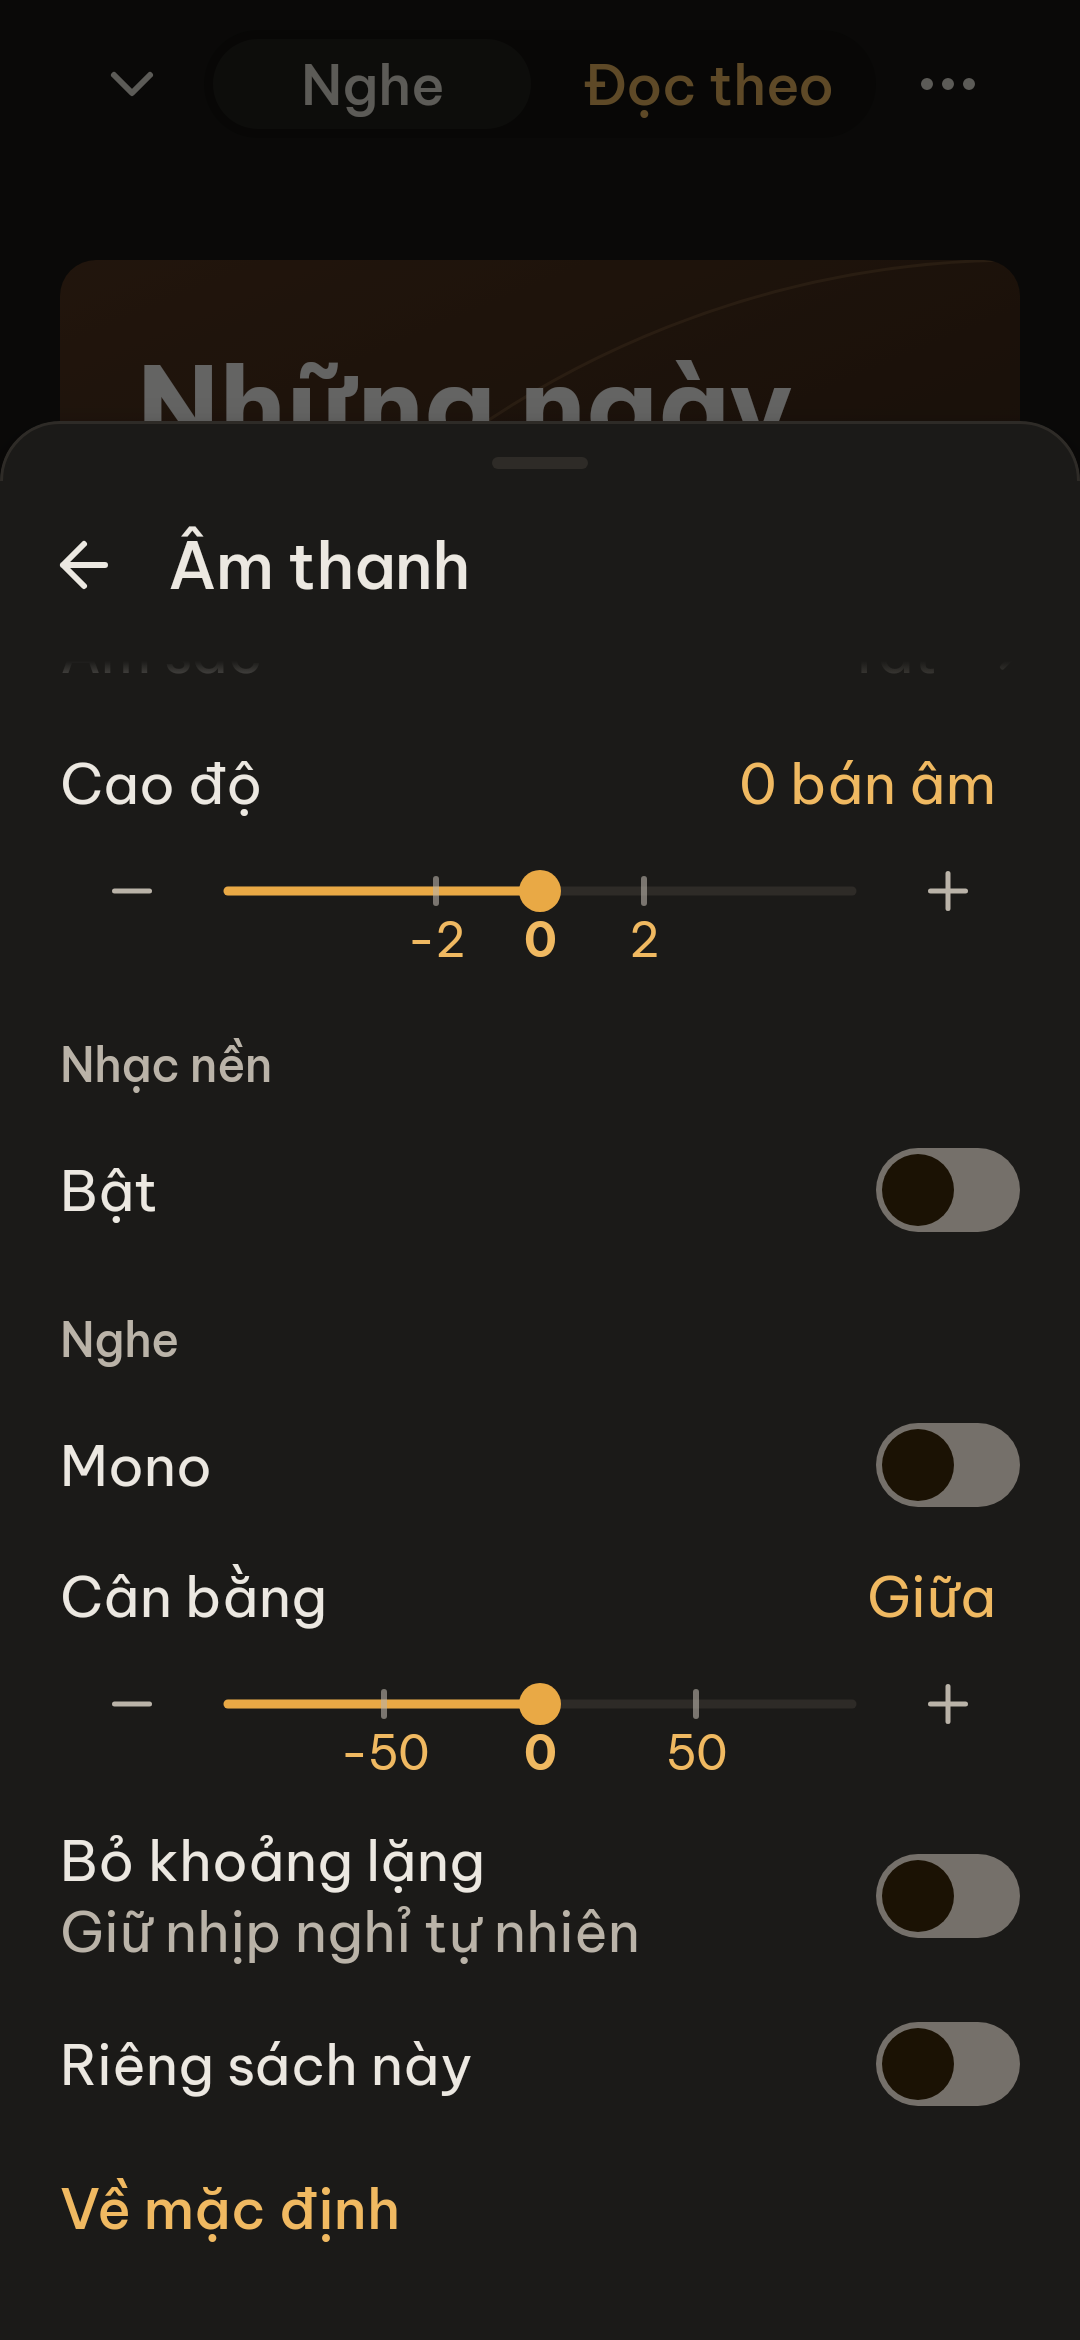 Nghe
Đọc theo
Những ngày
Âm thanh
Cao độ
0 bán âm
-2 0 2
Nhạc nền
Bật
Nghe
Mono
Cân bằng
Giữa
-50 0 50
Bỏ khoảng lặng
Giữ nhịp nghỉ tự nhiên
Riêng sách này
Về mặc định